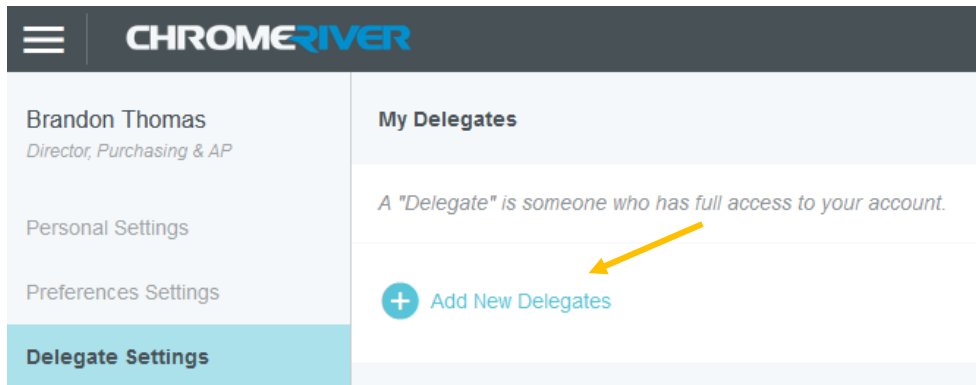 CHROMERIVER
Brandon Thomas
Director, Purchasing & AP
Personal Settings
Preferences Settings
Delegate Settings
My Delegates
A "Delegate" is someone who has full access to your account.
Add New Delegates